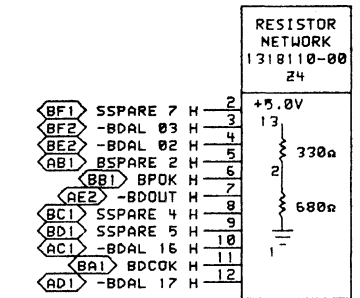 RESISTOR
NETWORK
1318110-00
Z4
BF1 SSPARE 7 H 2
BF2 -BDAL 03 H 3
BE2 -BDAL 02 H 4
AB1 BSPARE 2 H 5
BB1 BPOK H 6
AE2 -BDOUT H 7
BC1 SSPARE 4 H 8
BD1 SSPARE 5 H 9
AC1 -BDAL 16 H 10
BA1 BDCOK H 11
AD1 -BDAL 17 H 12
+5.0V
13
330Ω
2
680Ω
1